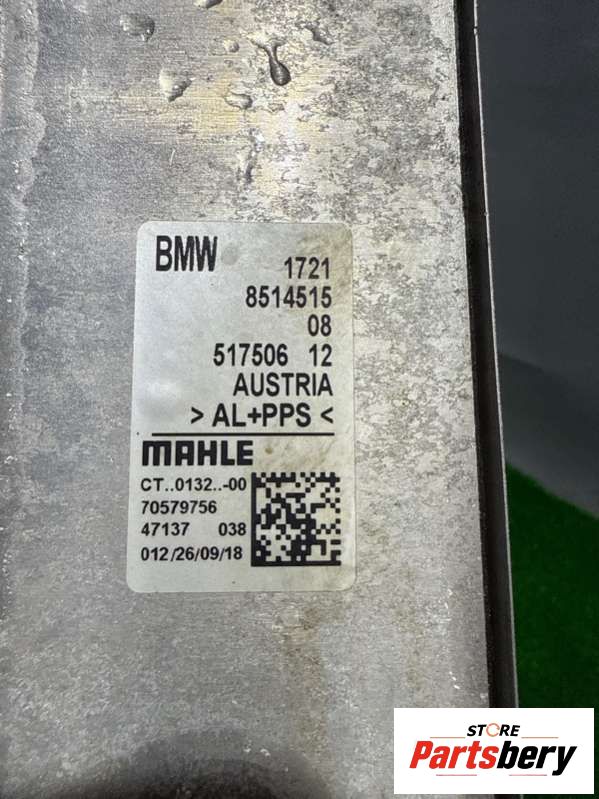 BMW 1721
8514515
08
517506 12
AUSTRIA
> AL+PPS <
MAHLE
CT..0132..-00
70579756
47137 038
012/26/09/18
STORE
Partsbery